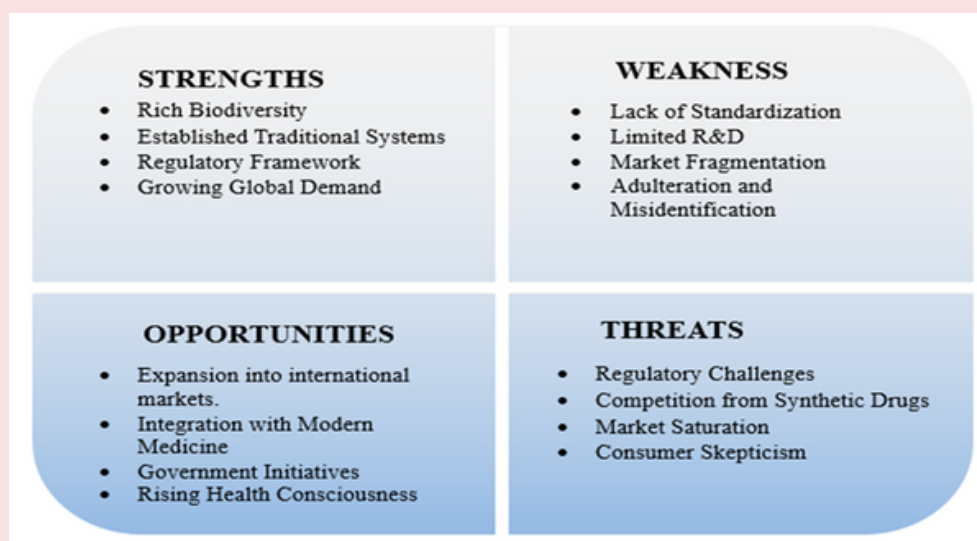 STRENGTHS
• Rich Biodiversity
• Established Traditional Systems
• Regulatory Framework
• Growing Global Demand
WEAKNESS
• Lack of Standardization
• Limited R&D
• Market Fragmentation
• Adulteration and
Misidentification
OPPORTUNITIES
• Expansion into international
markets.
• Integration with Modern
Medicine
• Government Initiatives
• Rising Health Consciousness
THREATS
• Regulatory Challenges
• Competition from Synthetic Drugs
• Market Saturation
• Consumer Skepticism